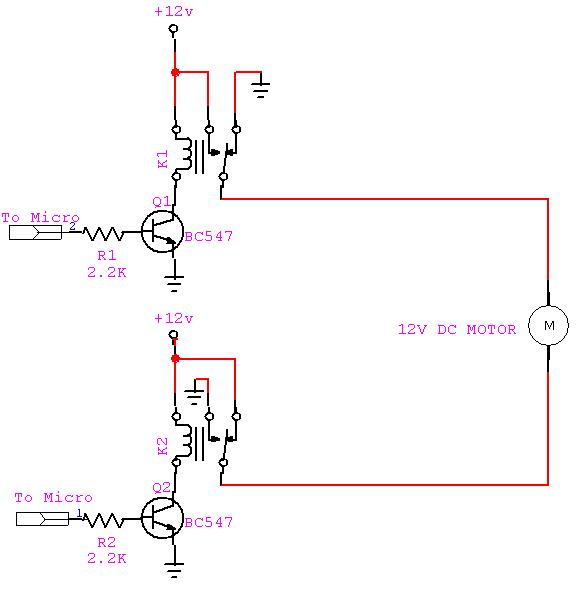 +12v
K1
Q1
BC547
To Micro
2
R1
2.2K
+12v
12V DC MOTOR
M
K2
Q2
BC547
To Micro
1
R2
2.2K